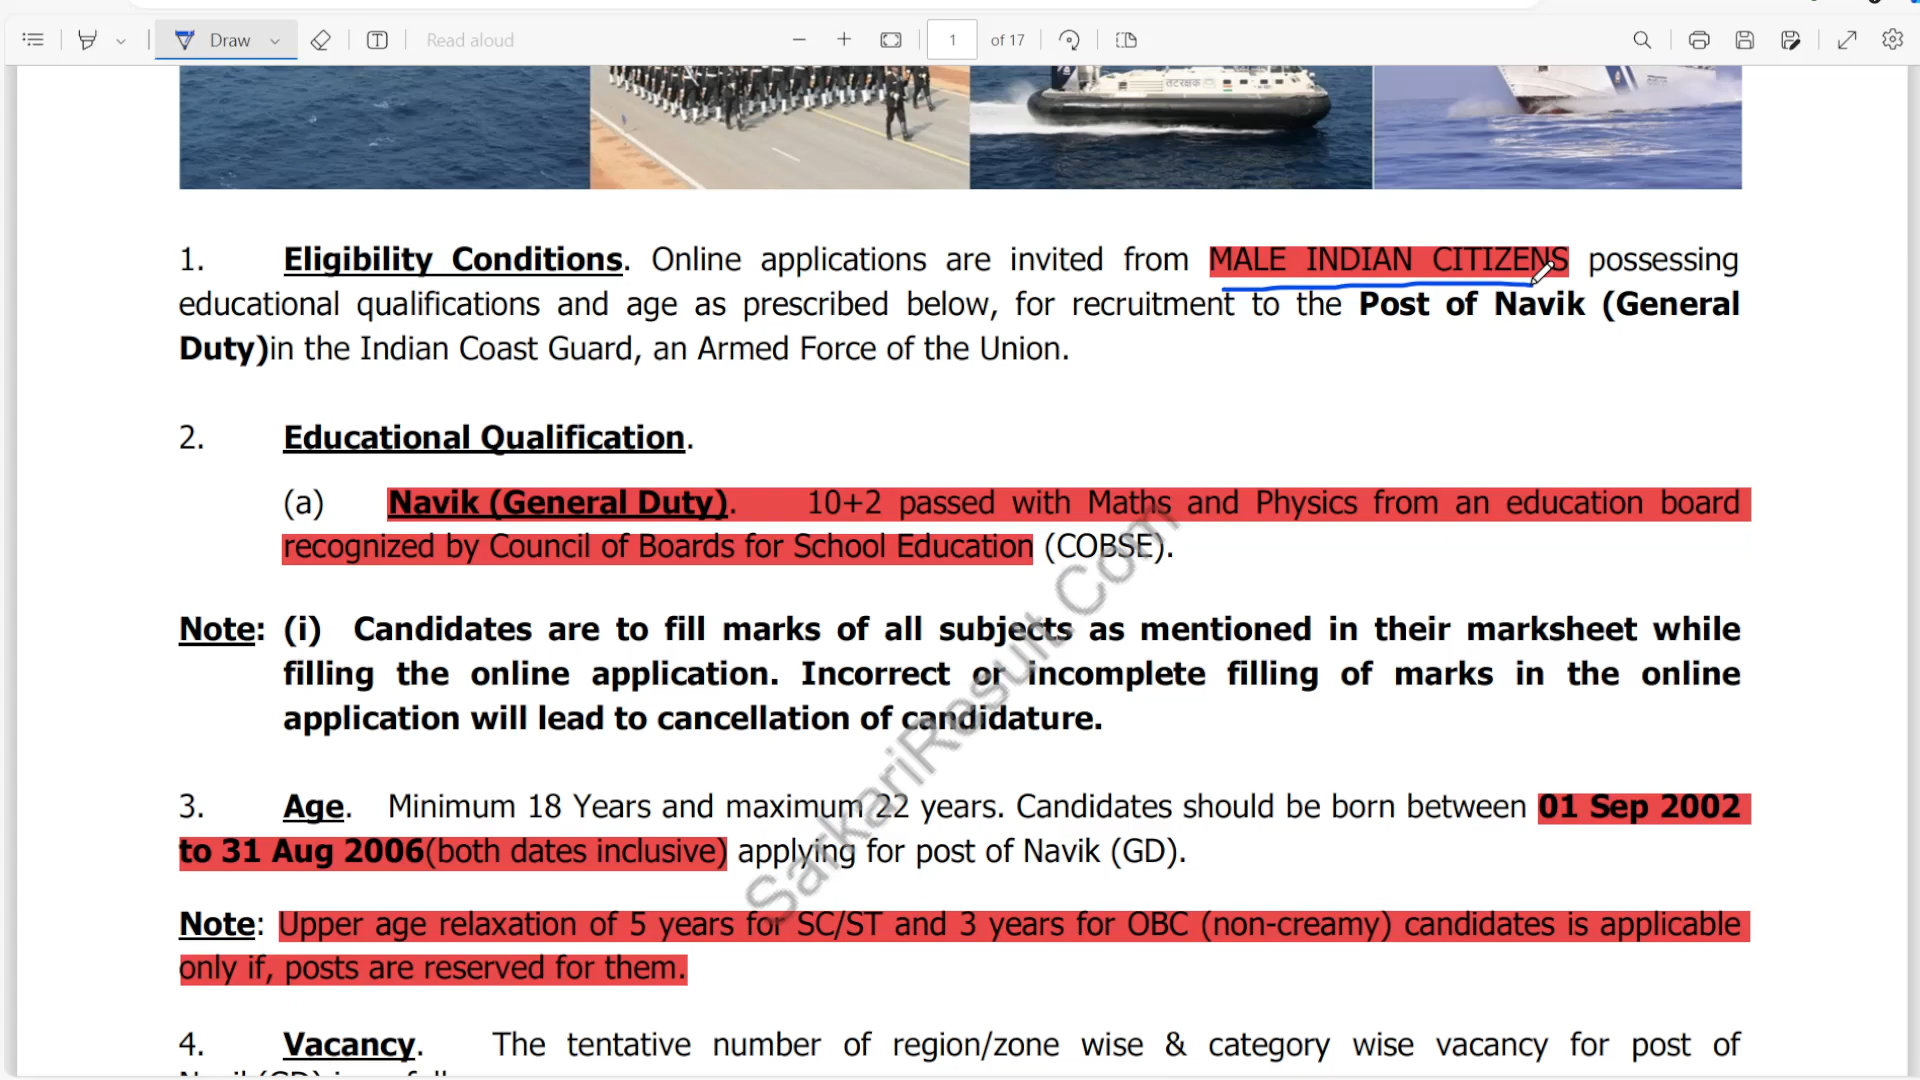 Draw
Read aloud
1
of 17
तटरक्षक
1. Eligibility Conditions. Online applications are invited from MALE INDIAN CITIZENS possessing
educational qualifications and age as prescribed below, for recruitment to the Post of Navik (General
Duty)in the Indian Coast Guard, an Armed Force of the Union.
2. Educational Qualification.
(a) Navik (General Duty). 10+2 passed with Maths and Physics from an education board
recognized by Council of Boards for School Education (COBSE).
Note: (i) Candidates are to fill marks of all subjects as mentioned in their marksheet while
filling the online application. Incorrect or incomplete filling of marks in the online
application will lead to cancellation of candidature.
3. Age. Minimum 18 Years and maximum 22 years. Candidates should be born between 01 Sep 2002
to 31 Aug 2006(both dates inclusive) applying for post of Navik (GD).
Note: Upper age relaxation of 5 years for SC/ST and 3 years for OBC (non-creamy) candidates is applicable
only if, posts are reserved for them.
4. Vacancy. The tentative number of region/zone wise & category wise vacancy for post of
SarkariResult.Com